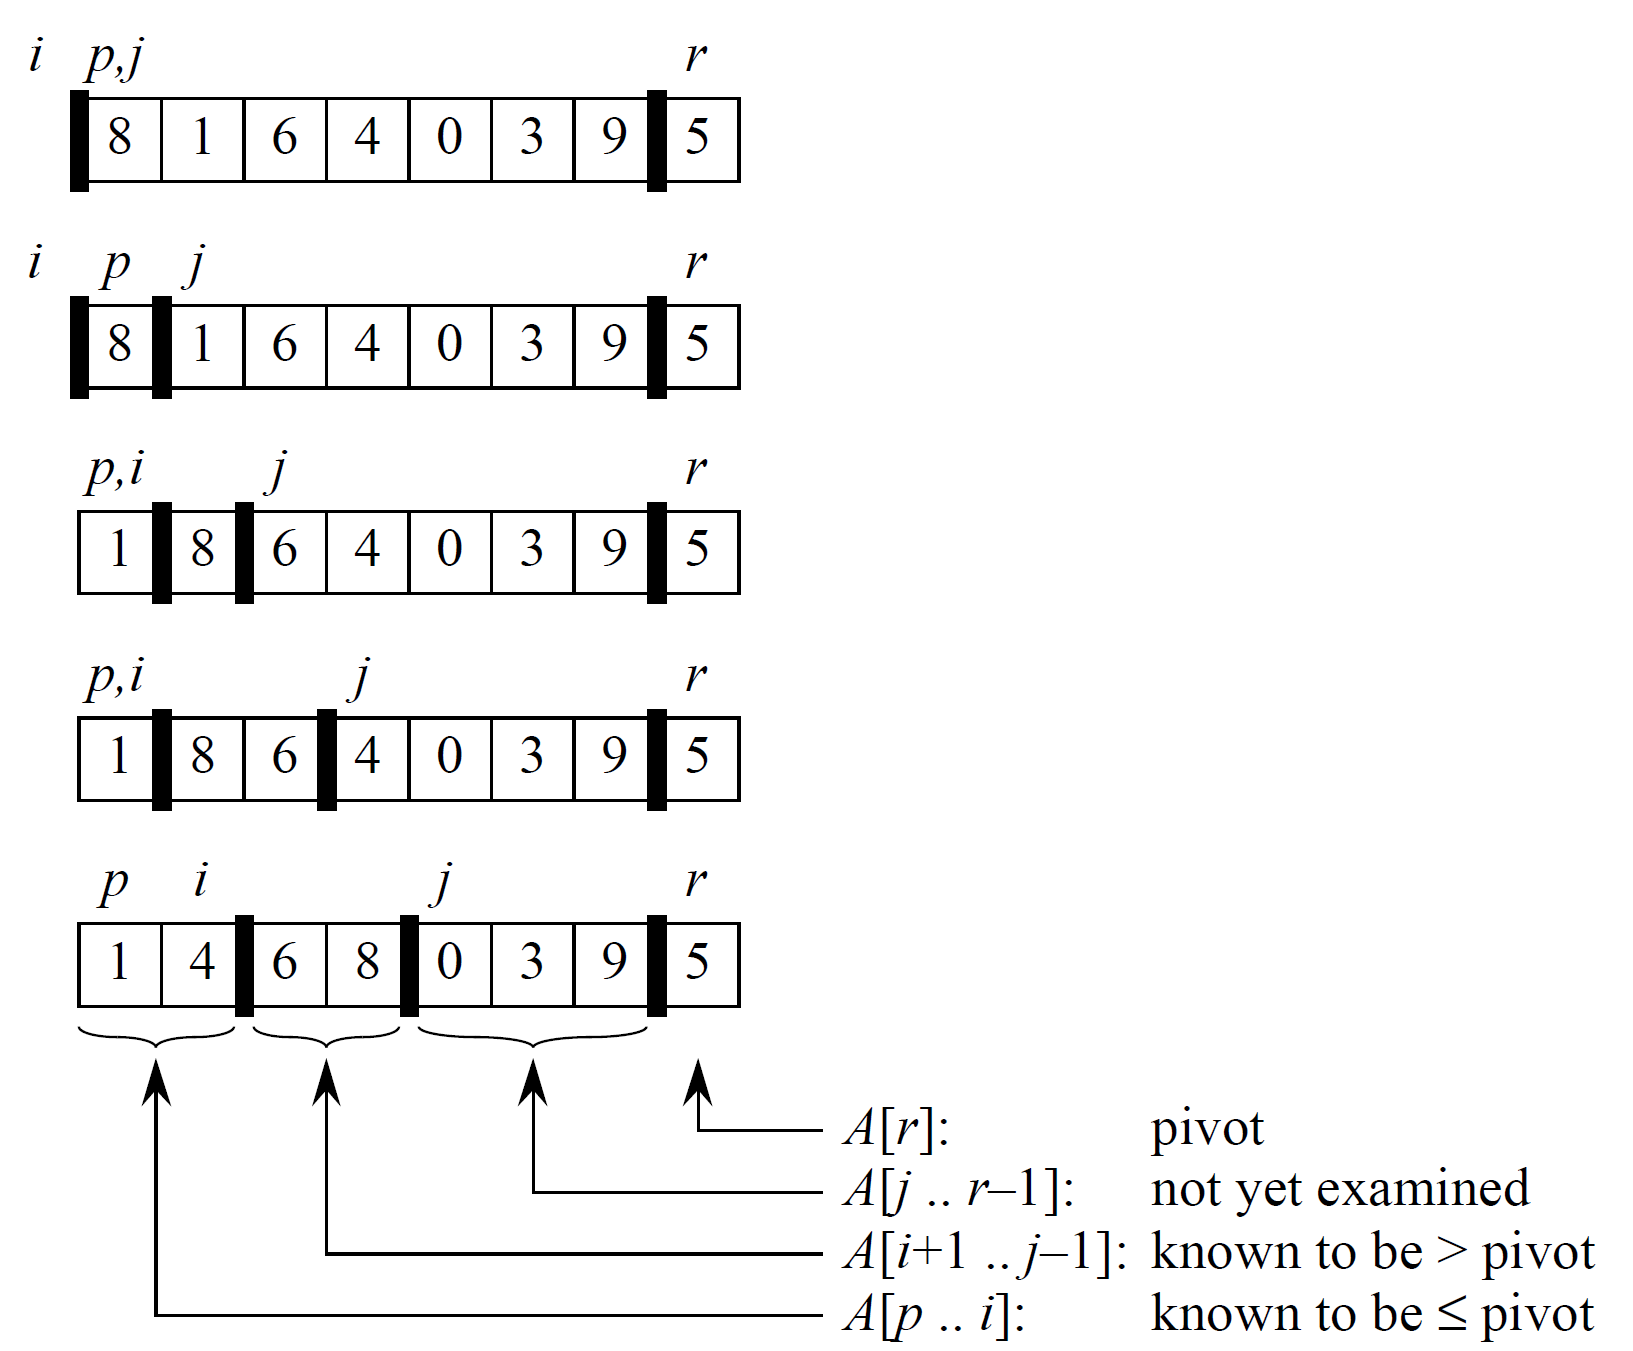 i p,j r
8 1 6 4 0 3 9 5
i p j r
8 1 6 4 0 3 9 5
p,i j r
1 8 6 4 0 3 9 5
p,i j r
1 8 6 4 0 3 9 5
p i j r
1 4 6 8 0 3 9 5
A[r]: pivot
A[j .. r–1]: not yet examined
A[i+1 .. j–1]: known to be > pivot
A[p .. i]: known to be ≤ pivot